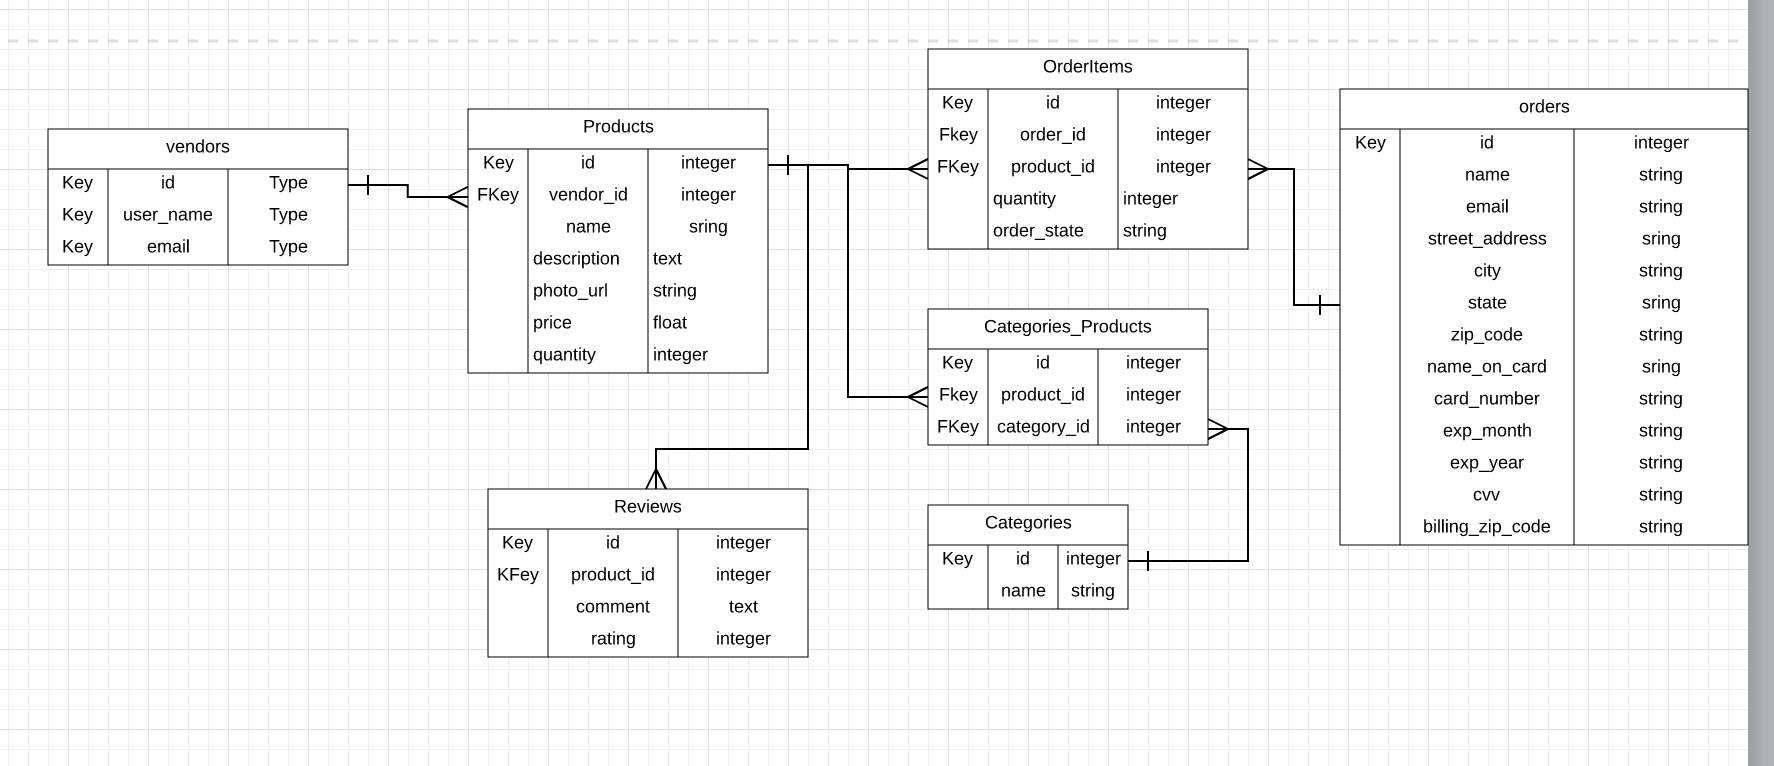 vendors
Key id Type
Key user_name Type
Key email Type
Products
Key id integer
FKey vendor_id integer
name sring
description text
photo_url string
price float
quantity integer
OrderItems
Key id integer
Fkey order_id integer
FKey product_id integer
quantity integer
order_state string
orders
Key id integer
name string
email string
street_address sring
city string
state sring
zip_code string
name_on_card sring
card_number string
exp_month string
exp_year string
cvv string
billing_zip_code string
Categories_Products
Key id integer
Fkey product_id integer
FKey category_id integer
Reviews
Key id integer
KFey product_id integer
comment text
rating integer
Categories
Key id integer
name string